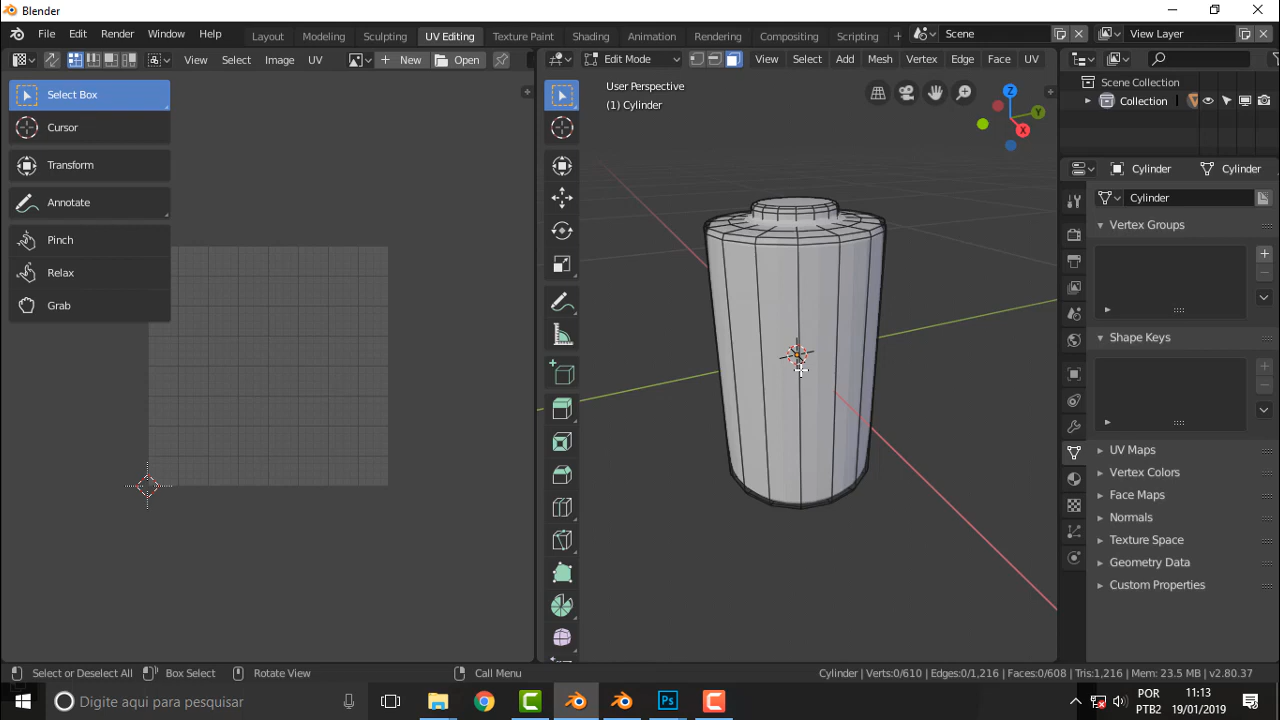 Blender
File Edit Render Window Help Layout Modeling Sculpting UV Editing Texture Paint Shading Animation Rendering Compositing Scripting + Scene View Layer
View Select Image UV New Open Edit Mode View Select Add Mesh Vertex Edge Face UV
Select Box
Cursor
Transform
Annotate
Pinch
Relax
Grab
User Perspective
(1) Cylinder
Z
Y
X
Scene Collection
Collection
Cylinder Cylinder
Cylinder
Vertex Groups
Shape Keys
UV Maps
Vertex Colors
Face Maps
Normals
Texture Space
Geometry Data
Custom Properties
Select or Deselect All Box Select Rotate View Call Menu Cylinder | Verts:0/610 | Edges:0/1,216 | Faces:0/608 | Tris:1,216 | Mem: 23.5 MB | v2.80.37
Digite aqui para pesquisar Ps POR 11:13
PTB2 19/01/2019